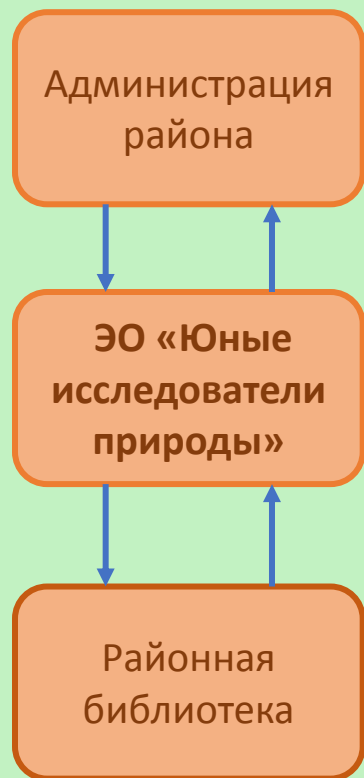 Администрация
района
ЭО «Юные
исследователи
природы»
Районная
библиотека